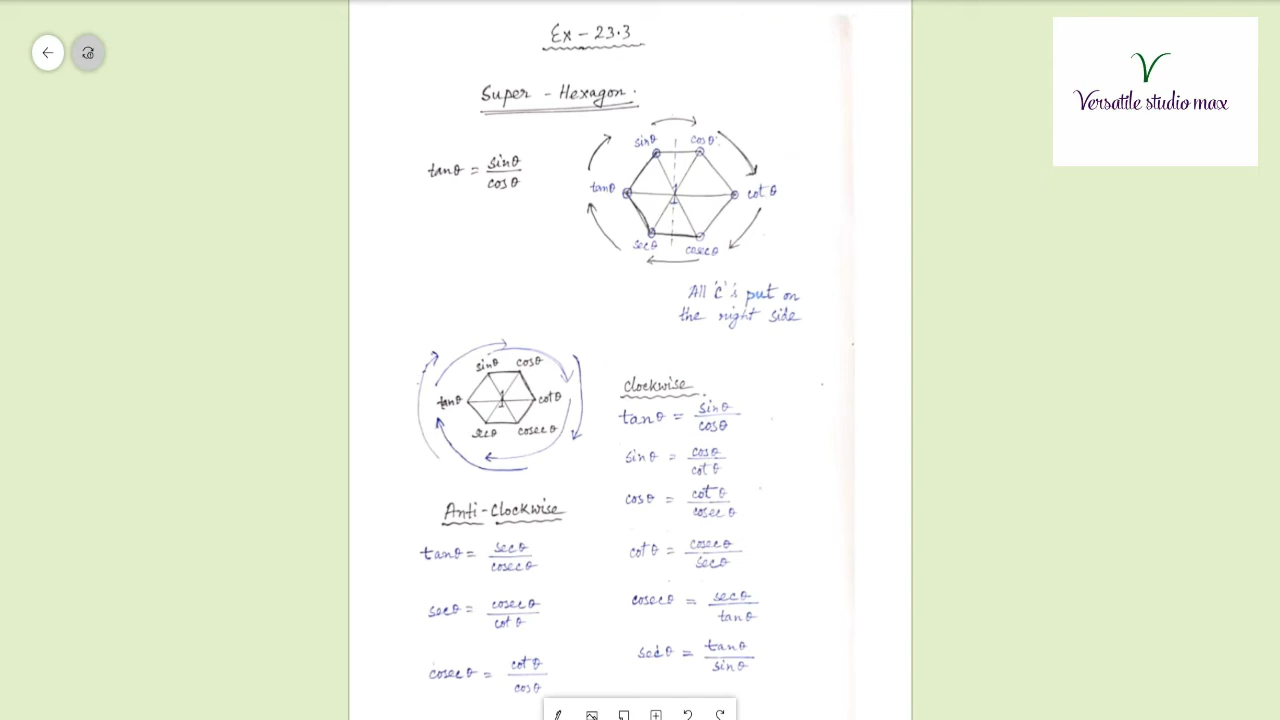 Ex - 23.3
Super - Hexagon.
tanθ = sinθ/cosθ
sinθ
cosθ
tanθ
1
cotθ
secθ
cosecθ
All 'C's put on
the right side
sinθ
cosθ
tanθ
1
cotθ
secθ
cosecθ
Clockwise
tanθ = sinθ/cosθ
sinθ = cosθ/cotθ
cosθ = cotθ/cosecθ
cotθ = cosecθ/secθ
cosecθ = secθ/tanθ
secθ = tanθ/sinθ
Anti-Clockwise
tanθ = secθ/cosecθ
secθ = cosecθ/cotθ
cosecθ = cotθ/cosθ
V
Versatile studio max